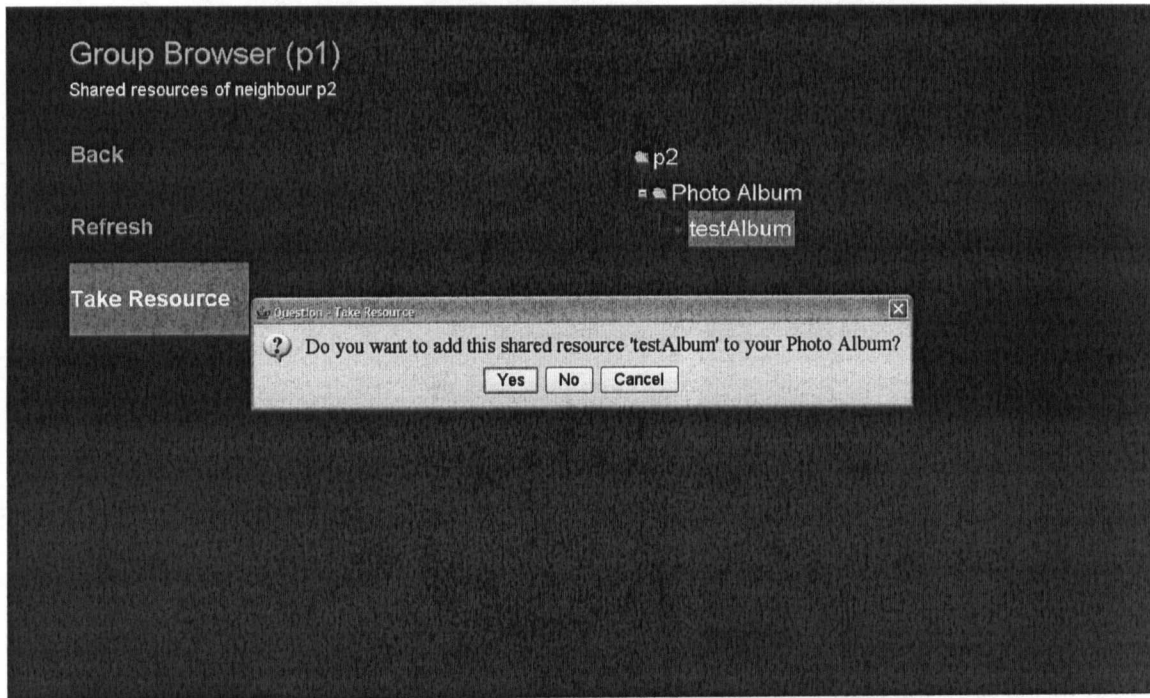 Group Browser (p1)
Shared resources of neighbour p2
Back
p2
Photo Album
Refresh
testAlbum
Take Resource
Question - Take Resource
? Do you want to add this shared resource 'testAlbum' to your Photo Album?
Yes No Cancel